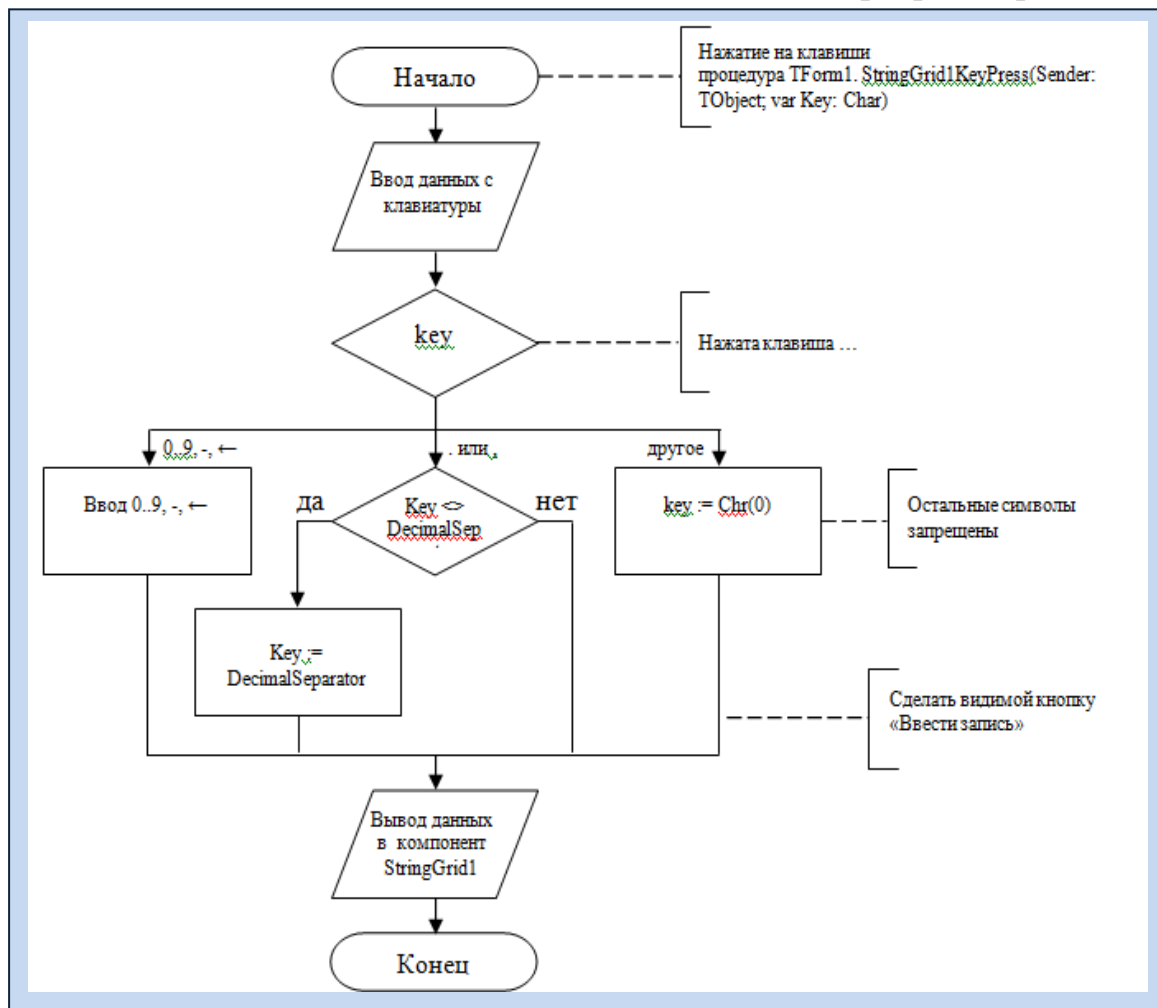 Начало
Нажатие на клавиши
процедура TForm1. StringGrid1KeyPress(Sender:
TObject; var Key: Char)
Ввод данных с
клавиатуры
key
Нажата клавиша ...
0..9, -, ←
. или ,
другое
Ввод 0..9, -, ←
да
Key <>
DecimalSep
.
нет
key := Chr(0)
Остальные символы
запрещены
Key :=
DecimalSeparator
Сделать видимой кнопку
«Ввести запись»
Вывод данных
в компонент
StringGrid1
Конец